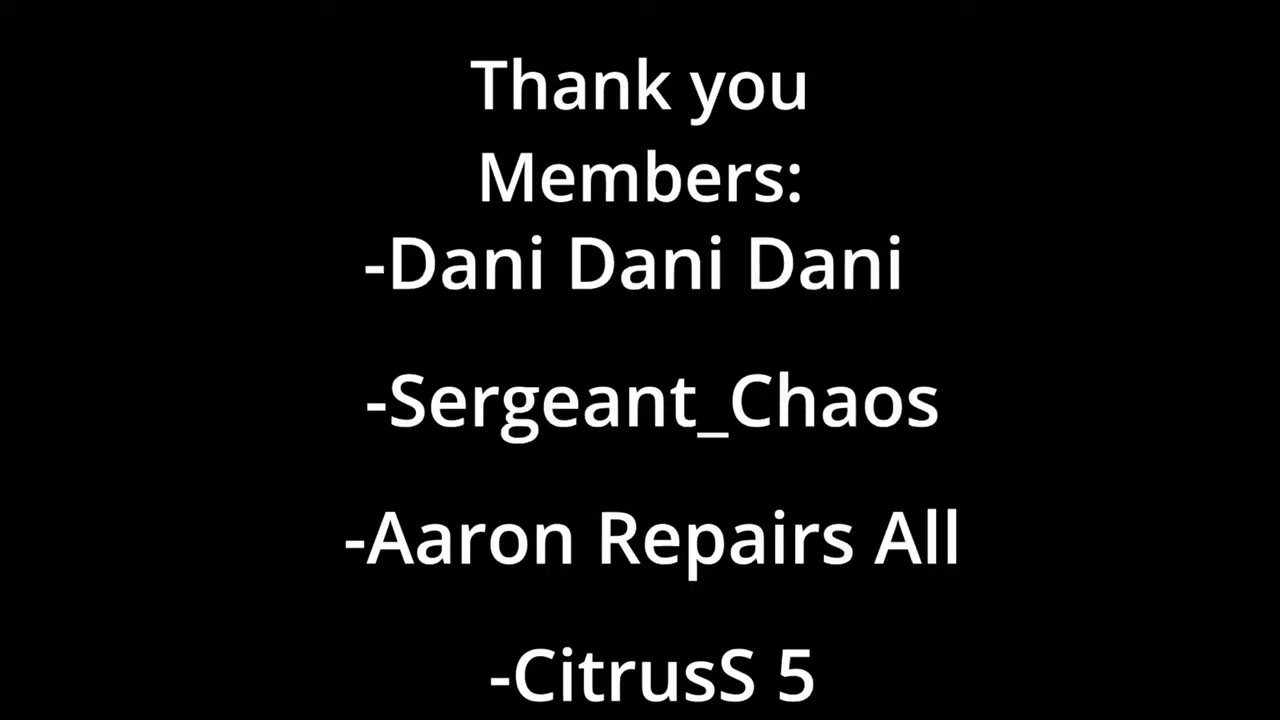 Thank you
Members:
-Dani Dani Dani
-Sergeant_Chaos
-Aaron Repairs All
-CitrusS 5